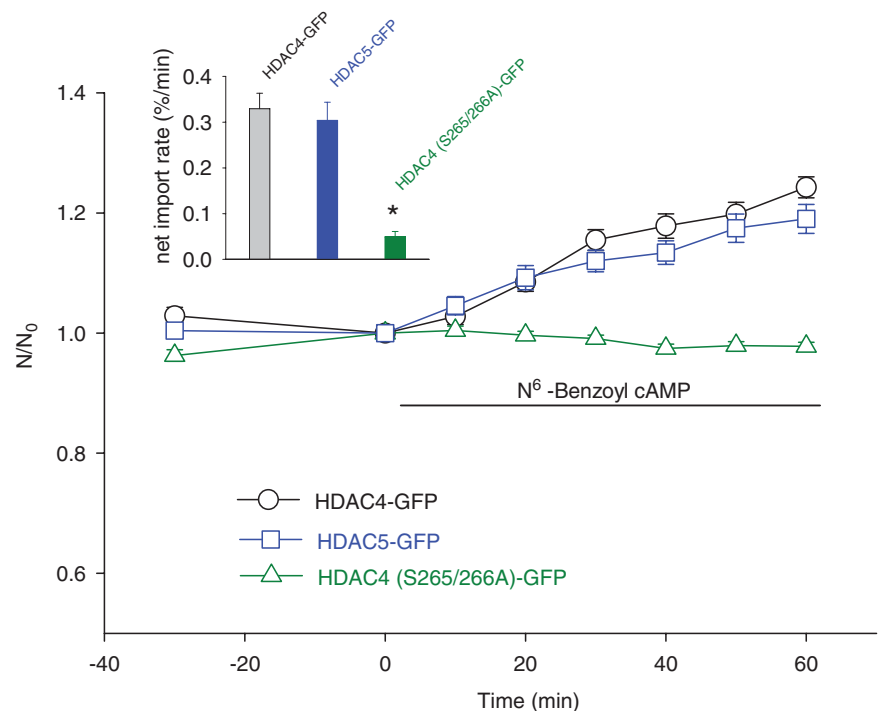 HDAC4-GFP
HDAC5-GFP
HDAC4 (S265/266A)-GFP
net import rate (%/min)
0.4
0.3
0.2
0.1
0.0
*
N/N₀
1.4
1.2
1.0
0.8
0.6
N⁶ -Benzoyl cAMP
HDAC4-GFP
HDAC5-GFP
HDAC4 (S265/266A)-GFP
-40 -20 0 20 40 60
Time (min)